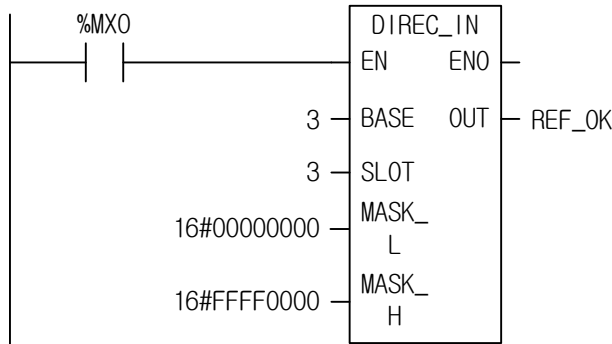 %MX0
DIREC_IN
EN ENO
3 BASE OUT REF_OK
3 SLOT
16#00000000 MASK_
L
16#FFFF0000 MASK_
H